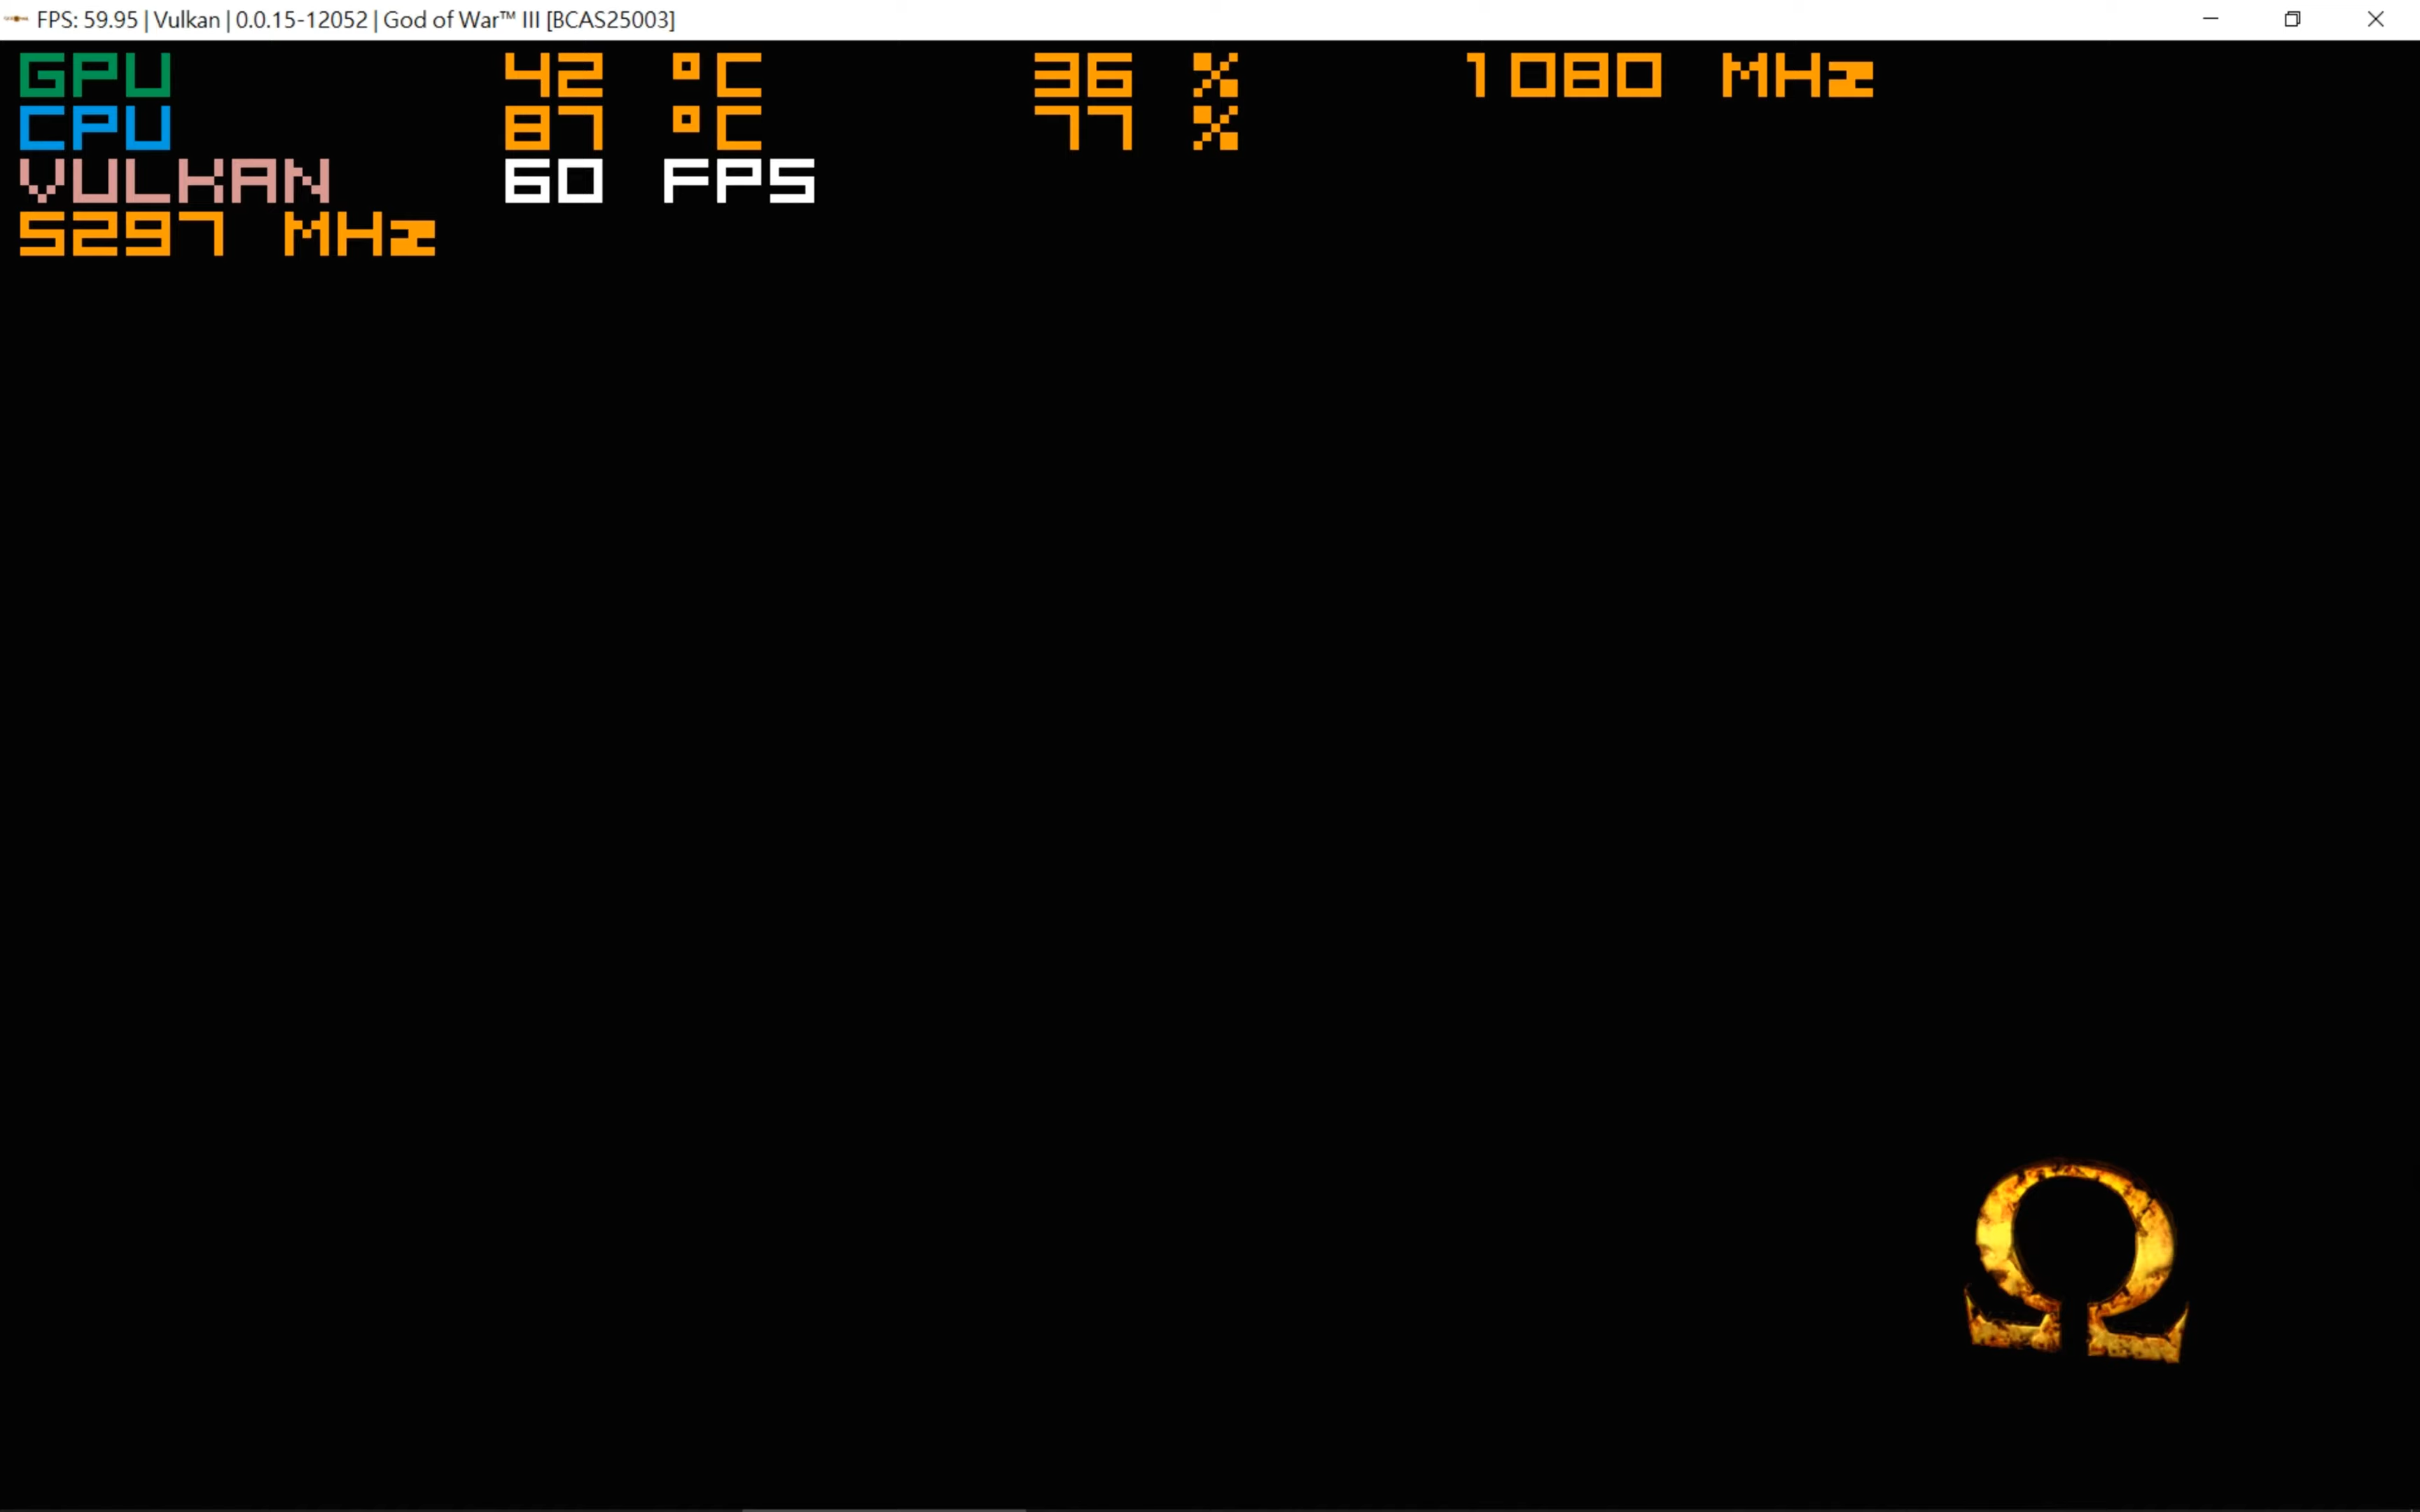 FPS: 59.95 | Vulkan | 0.0.15-12052 | God of War™ III [BCAS25003]
GPU 42 °C 36 % 1080 MHz
CPU 87 °C 77 %
VULKAN 60 FPS
5297 MHz
Ω